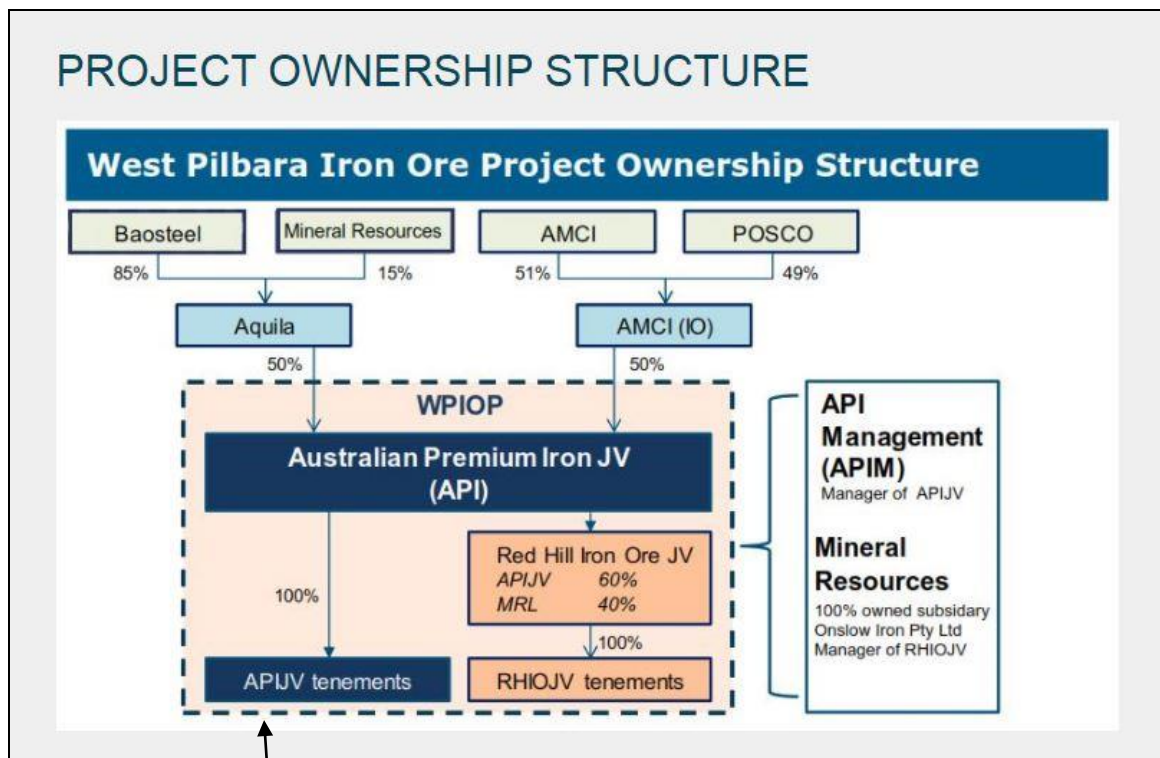 PROJECT OWNERSHIP STRUCTURE
West Pilbara Iron Ore Project Ownership Structure
Baosteel
Mineral Resources
AMCI
POSCO
85%
15%
51%
49%
Aquila
AMCI (IO)
50%
50%
WPIOP
Australian Premium Iron JV
(API)
100%
Red Hill Iron Ore JV
APIJV 60%
MRL 40%
100%
APIJV tenements
RHIOJV tenements
API
Management
(APIM)
Manager of APIJV
Mineral
Resources
100% owned subsidary
Onslow Iron Pty Ltd
Manager of RHIOJV